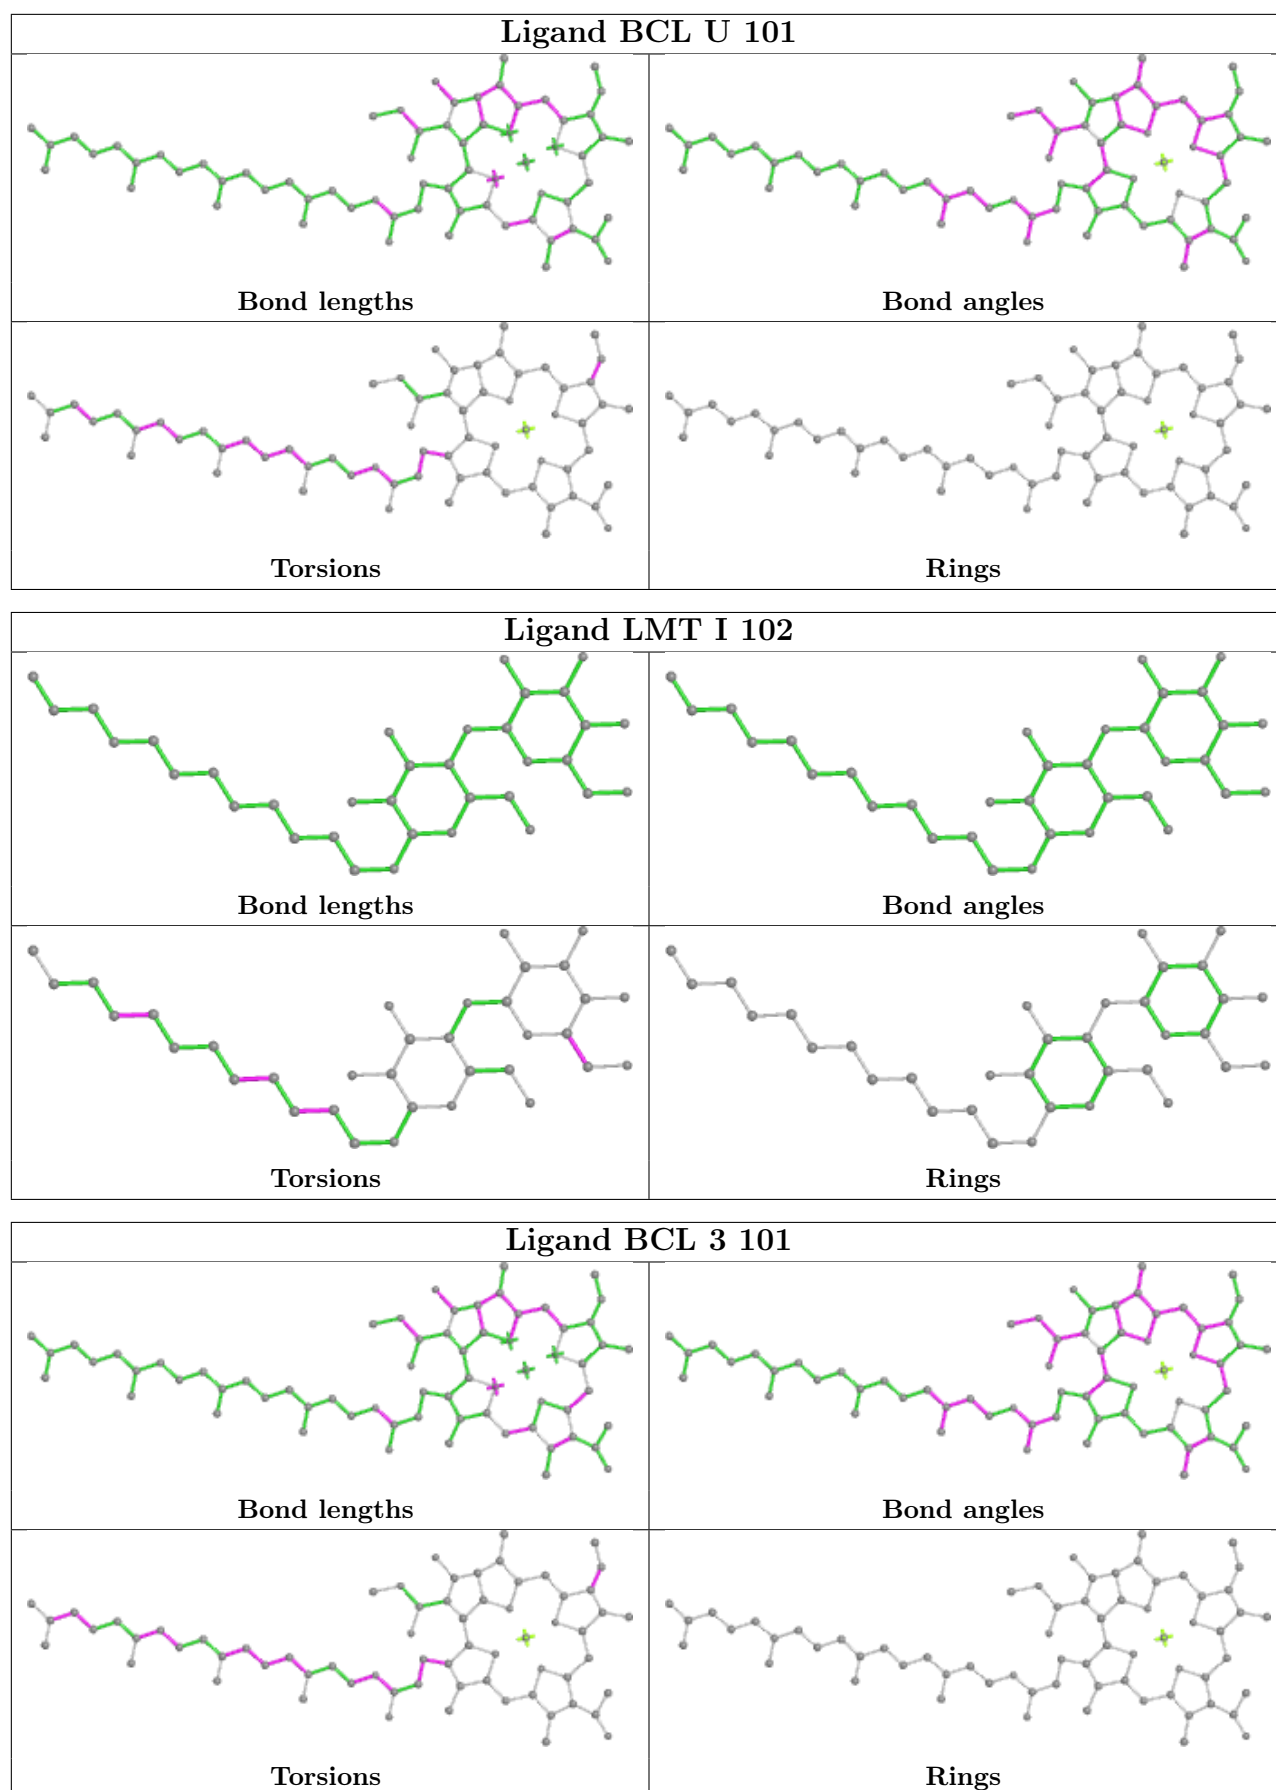 Ligand BCL U 101
Bond lengths
Bond angles
Torsions
Rings
Ligand LMT I 102
Bond lengths
Bond angles
Torsions
Rings
Ligand BCL 3 101
Bond lengths
Bond angles
Torsions
Rings